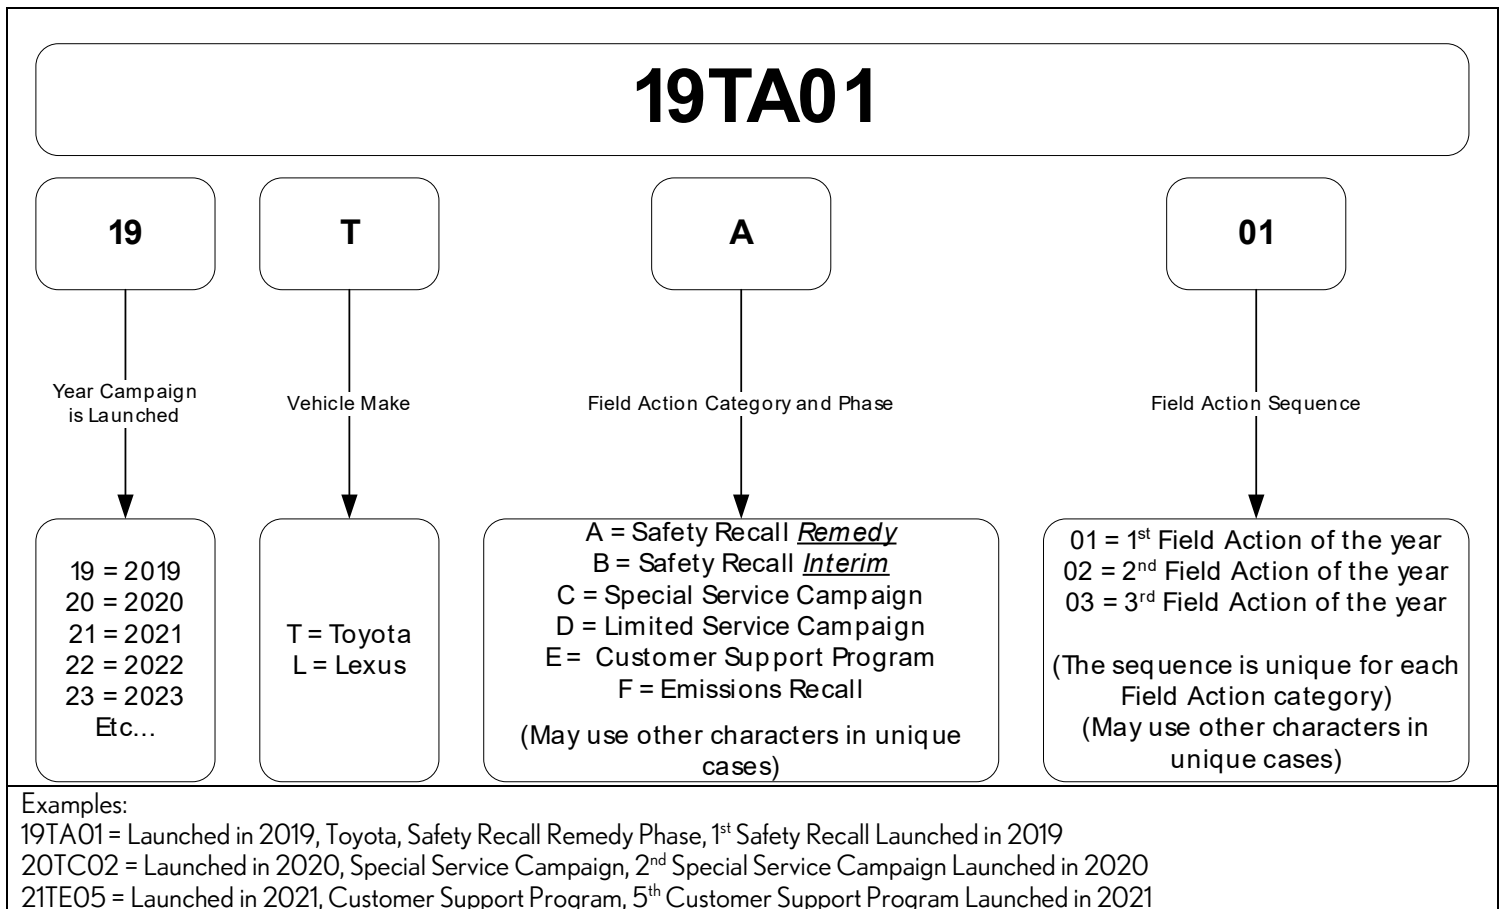 19TA01
19
T
A
01
Year Campaign
is Launched
Vehicle Make
Field Action Category and Phase
Field Action Sequence
19 = 2019
20 = 2020
21 = 2021
22 = 2022
23 = 2023
Etc...
T = Toyota
L = Lexus
A = Safety Recall Remedy
B = Safety Recall Interim
C = Special Service Campaign
D = Limited Service Campaign
E = Customer Support Program
F = Emissions Recall
(May use other characters in unique
cases)
01 = 1st Field Action of the year
02 = 2nd Field Action of the year
03 = 3rd Field Action of the year
(The sequence is unique for each
Field Action category)
(May use other characters in
unique cases)
Examples:
19TA01 = Launched in 2019, Toyota, Safety Recall Remedy Phase, 1st Safety Recall Launched in 2019
20TC02 = Launched in 2020, Special Service Campaign, 2nd Special Service Campaign Launched in 2020
21TE05 = Launched in 2021, Customer Support Program, 5th Customer Support Program Launched in 2021